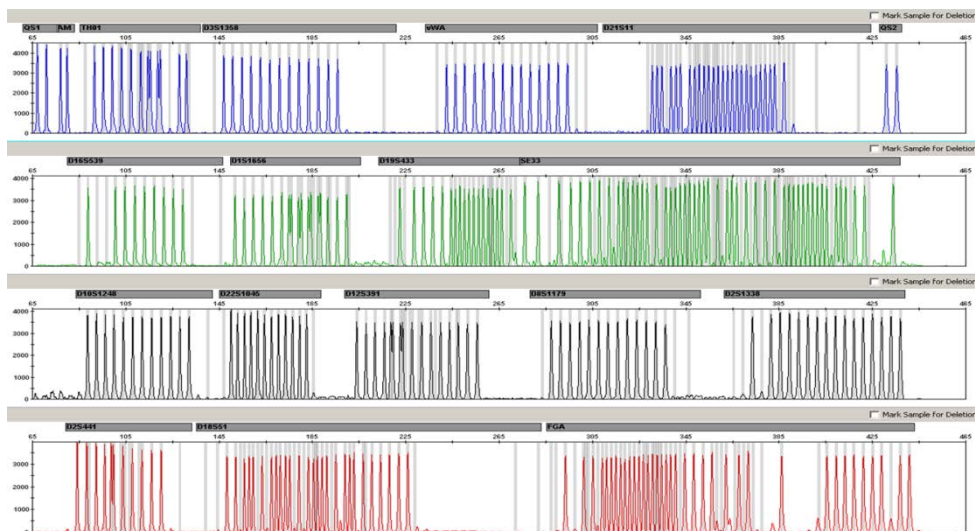 Mark Sample for Deletion
QS1 AM TH01 D3S1358 vWA D21S11 QS2
65 105 145 185 225 265 305 345 385 425 465
4000
3000
2000
1000
0
Mark Sample for Deletion
D16S539 D1S1656 D19S433 SE33
65 105 145 185 225 265 305 345 385 425 465
4000
3000
2000
1000
0
Mark Sample for Deletion
D10S1248 D22S1045 D12S391 D8S1179 D2S1338
65 105 145 185 225 265 305 345 385 425 465
4000
3000
2000
1000
0
Mark Sample for Deletion
D2S441 D18S51 FGA
65 105 145 185 225 265 305 345 385 425 465
3000
2000
1000
0